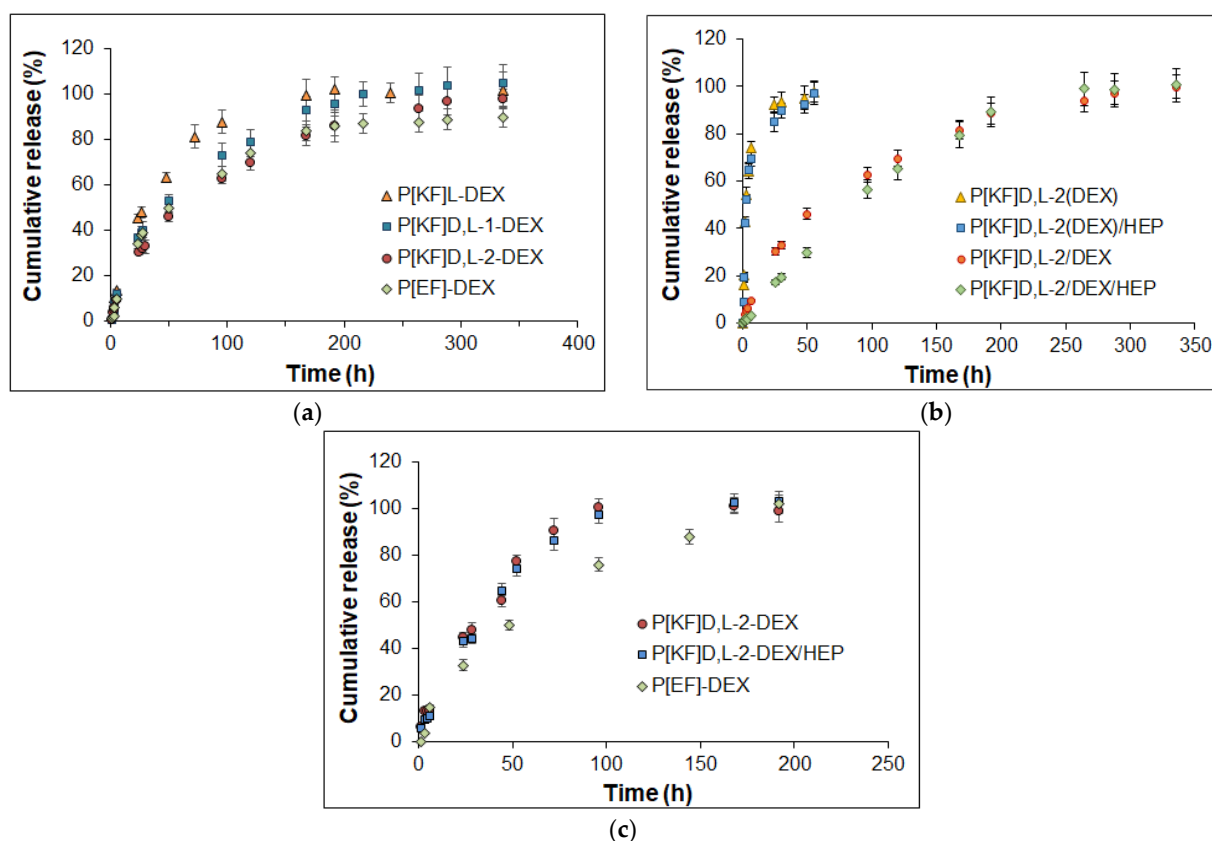 Cumulative release (%)
120
100
80
60
40
20
0
P[KF]L-DEX
P[KF]D,L-1-DEX
P[KF]D,L-2-DEX
P[EF]-DEX
0 100 200 300 400
Time (h)
(a)
Cumulative release (%)
120
100
80
60
40
20
0
P[KF]D,L-2(DEX)
P[KF]D,L-2(DEX)/HEP
P[KF]D,L-2/DEX
P[KF]D,L-2/DEX/HEP
0 50 100 150 200 250 300 350
Time (h)
(b)
Cumulative release (%)
120
100
80
60
40
20
0
P[KF]D,L-2-DEX
P[KF]D,L-2-DEX/HEP
P[EF]-DEX
0 50 100 150 200 250
Time (h)
(c)